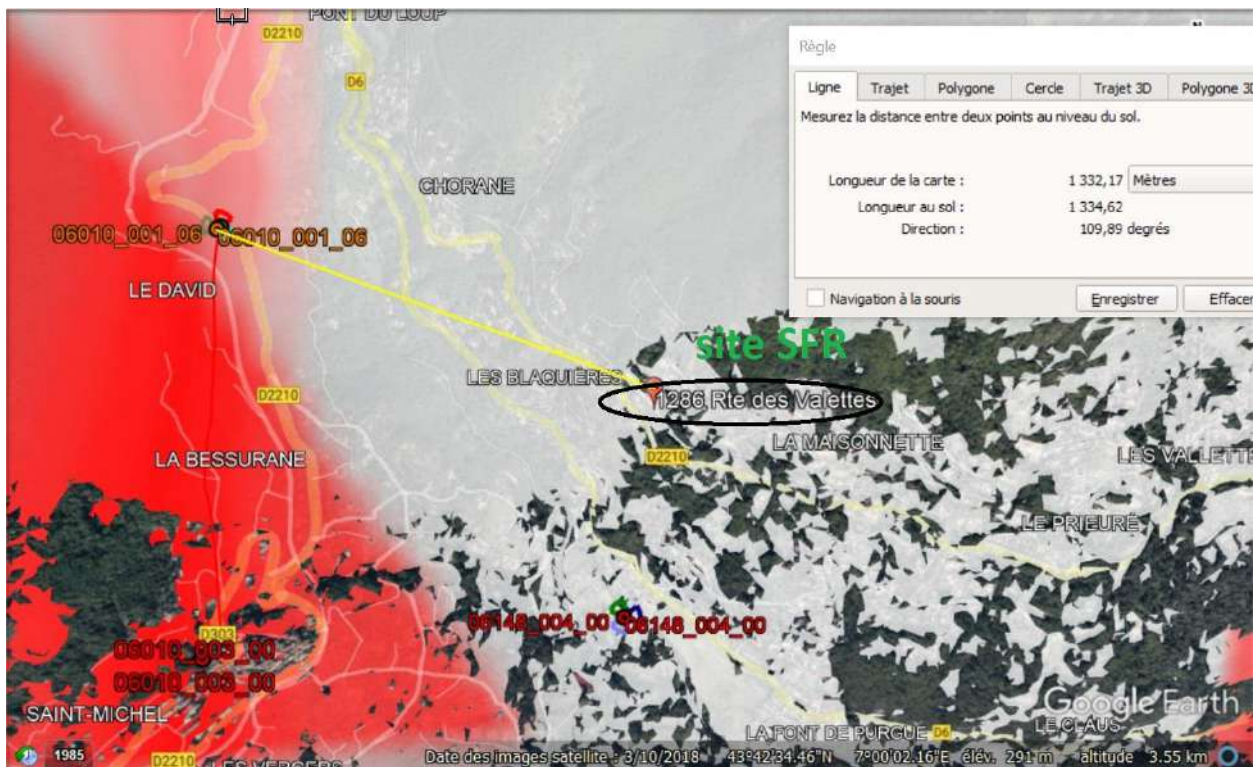 PONT DU LOUP
D2210
D6
N
Règle
Ligne Trajet Polygone Cercle Trajet 3D Polygone 3D
Mesurez la distance entre deux points au niveau du sol.
Longueur de la carte : 1 332,17 Mètres
Longueur au sol : 1 334,62
Direction : 109,89 degrés
Navigation à la souris Enregistrer Effacer
CHORANE
06010_001_06 06010_001_06
LE DAVID
site SFR
LES BLAQUIÈRES
1286 Rte des Valettes
D2210
LA MAISONNETTE
LA BESSURANE
D2210
LES VALLETTE
LE PRIEURÉ
06148_004_00 06148_004_00
D303
06010_003_00
06010_003_00
SAINT-MICHEL
Google Earth
LA FONT DE PURGUE D6 LE CLAUS
1985 D2210 LES VERGERS Date des images satellite : 3/10/2018 43°42'34.46"N 7°00'02.16"E élév. 291 m altitude 3.55 km